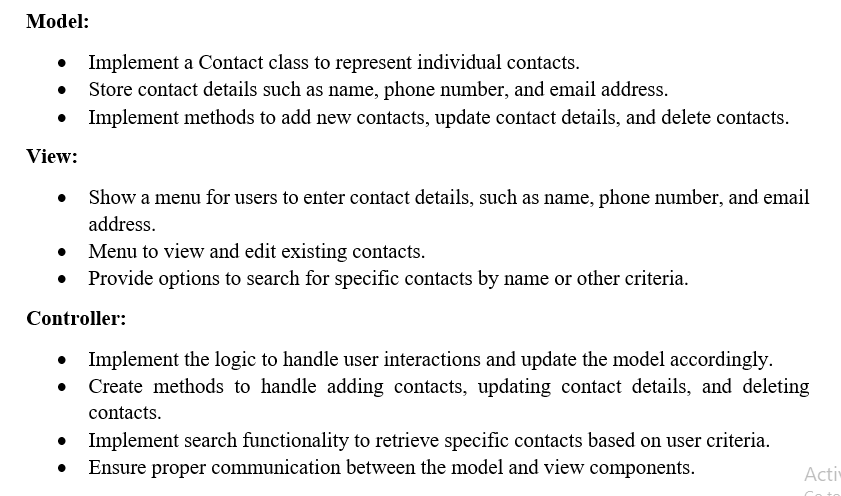 Model:
• Implement a Contact class to represent individual contacts.
• Store contact details such as name, phone number, and email address.
• Implement methods to add new contacts, update contact details, and delete contacts.
View:
• Show a menu for users to enter contact details, such as name, phone number, and email
address.
• Menu to view and edit existing contacts.
• Provide options to search for specific contacts by name or other criteria.
Controller:
• Implement the logic to handle user interactions and update the model accordingly.
• Create methods to handle adding contacts, updating contact details, and deleting
contacts.
• Implement search functionality to retrieve specific contacts based on user criteria.
• Ensure proper communication between the model and view components.